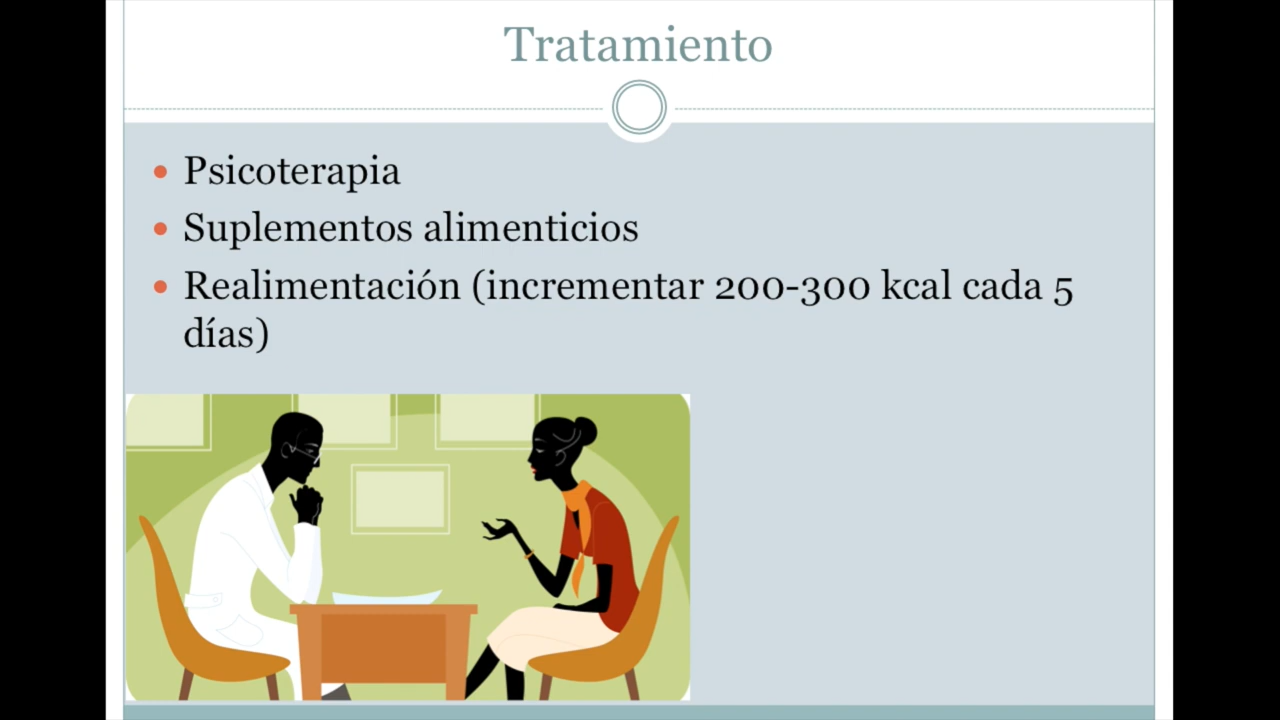 Tratamiento
Psicoterapia
Suplementos alimenticios
Realimentación (incrementar 200-300 kcal cada 5
días)